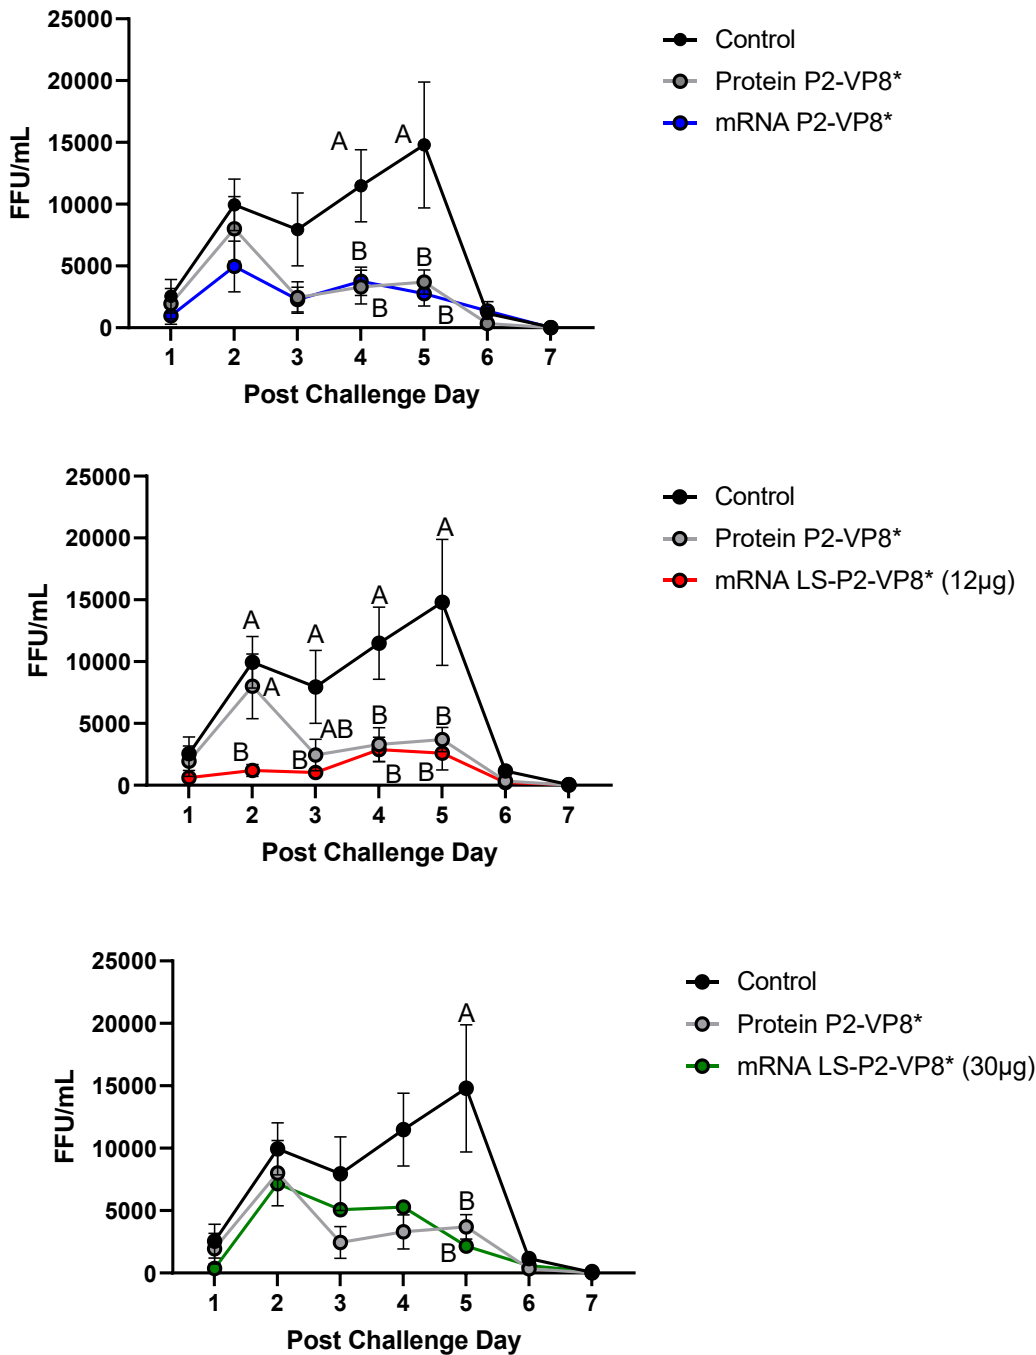 25000
20000
15000
10000
5000
0
FFU/mL
A
A
B
B
B
B
1 2 3 4 5 6 7
Post Challenge Day
Control
Protein P2-VP8*
mRNA P2-VP8*
25000
20000
15000
10000
5000
0
FFU/mL
A
A
A
A
A
AB
B
B
B
B
B
B
1 2 3 4 5 6 7
Post Challenge Day
Control
Protein P2-VP8*
mRNA LS-P2-VP8* (12µg)
25000
20000
15000
10000
5000
0
FFU/mL
A
B
B
1 2 3 4 5 6 7
Post Challenge Day
Control
Protein P2-VP8*
mRNA LS-P2-VP8* (30µg)